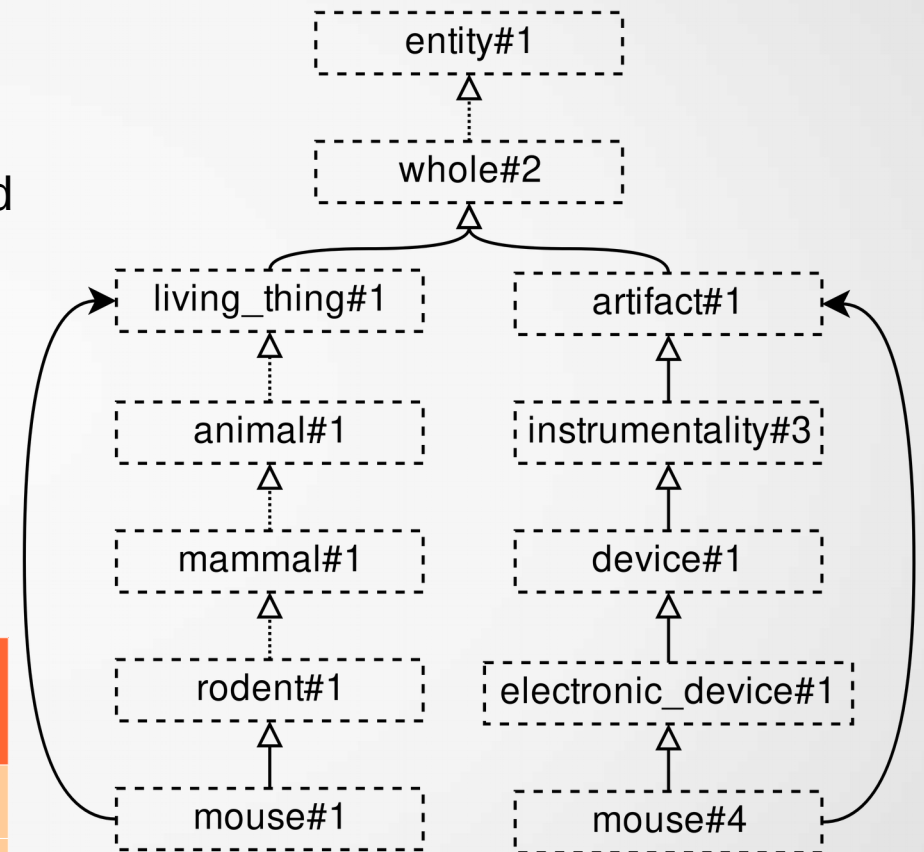 entity#1
whole#2
d
living_thing#1
artifact#1
animal#1
instrumentality#3
mammal#1
device#1
rodent#1
electronic_device#1
mouse#1
mouse#4